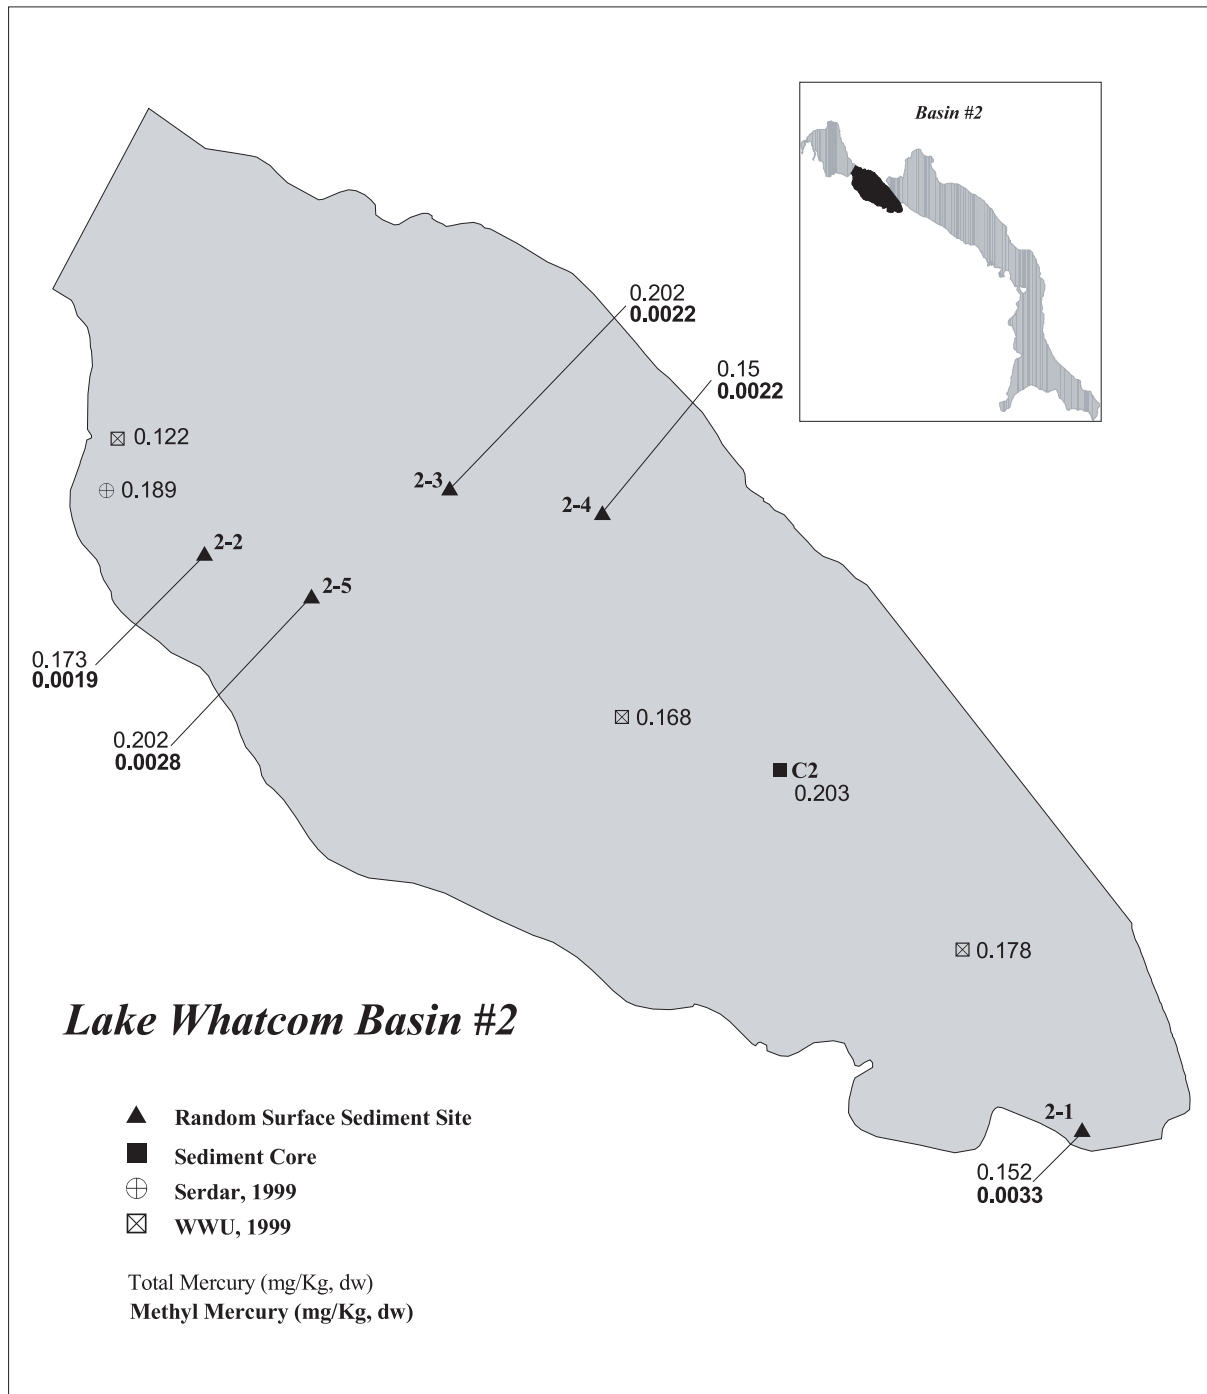 Basin #2
0.202
0.0022
0.15
0.0022
0.122
2-3
0.189
2-4
2-2
2-5
0.173
0.0019
0.202
0.0028
0.168
C2
0.203
0.178
Lake Whatcom Basin #2
2-1
0.152
0.0033
Random Surface Sediment Site
Sediment Core
Serdar, 1999
WWU, 1999
Total Mercury (mg/Kg, dw)
Methyl Mercury (mg/Kg, dw)